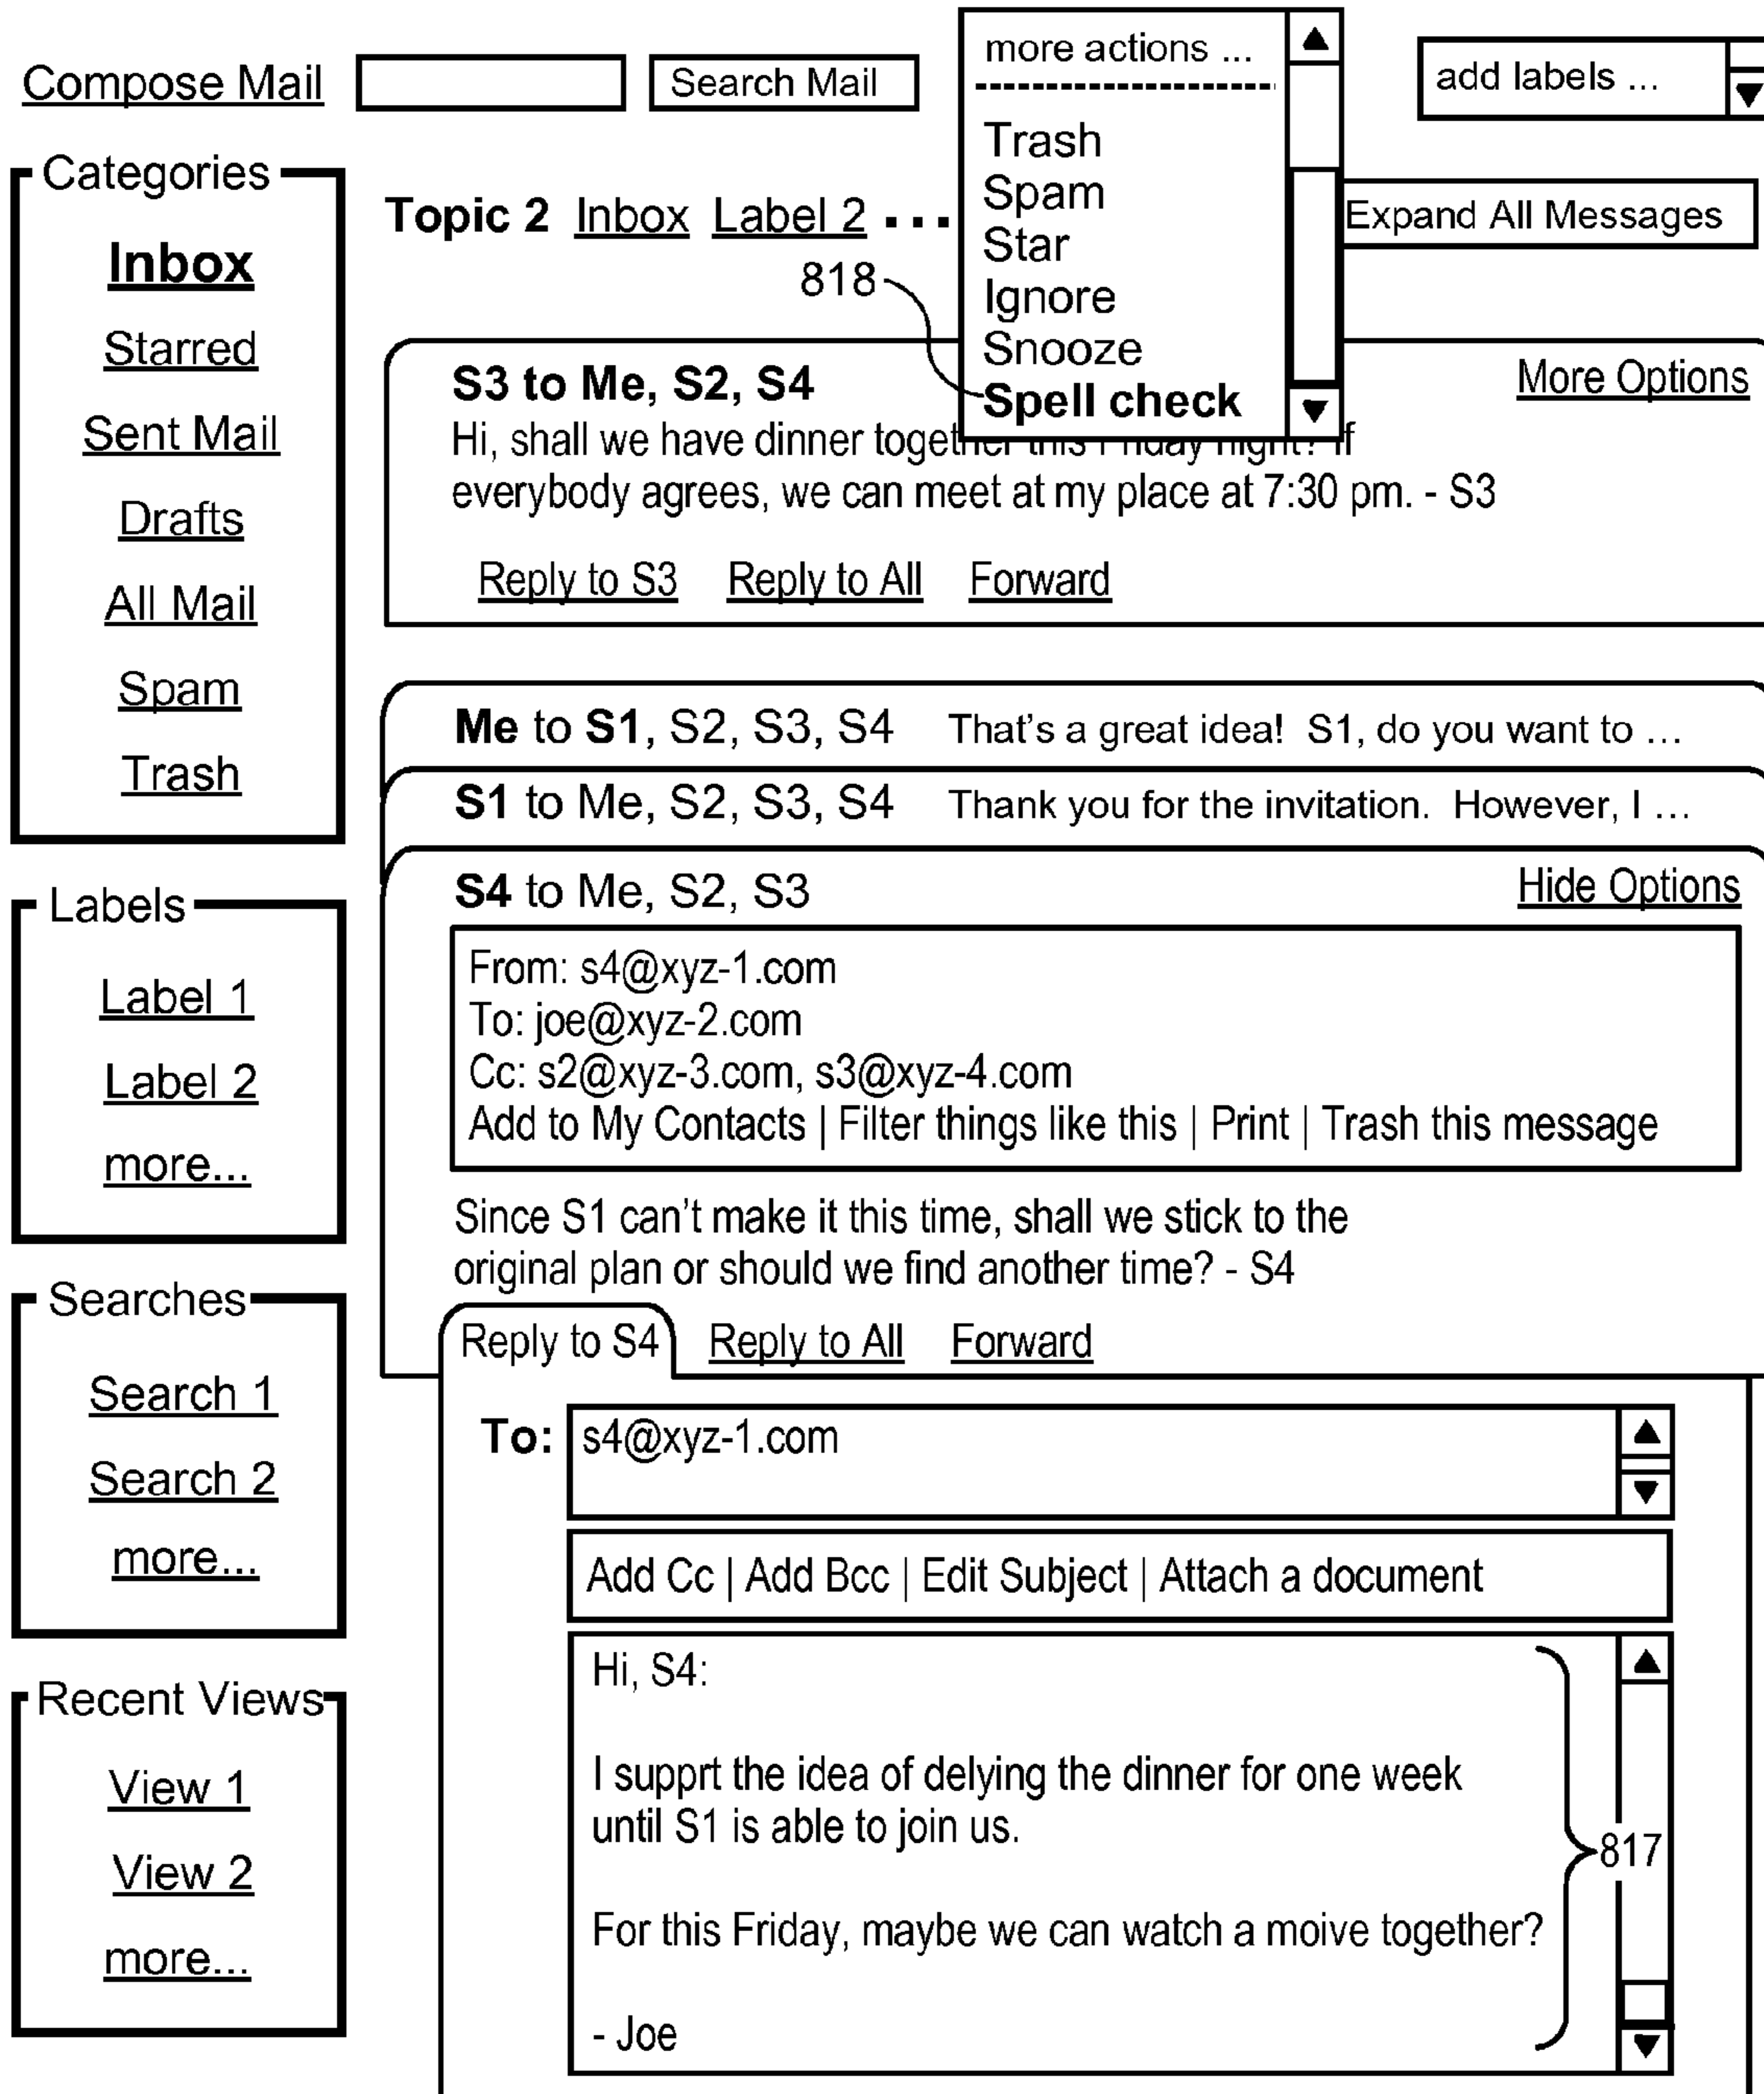 Compose Mail
Search Mail
more actions ...
Trash
Spam
Star
Ignore
Snooze
Spell check
add labels ...
Categories
Inbox
Starred
Sent Mail
Drafts
All Mail
Spam
Trash
Labels
Label 1
Label 2
more...
Searches
Search 1
Search 2
more...
Recent Views
View 1
View 2
more...
Topic 2 Inbox Label 2 ...
Expand All Messages
818
S3 to Me, S2, S4
More Options
Hi, shall we have dinner together this Friday night? If
everybody agrees, we can meet at my place at 7:30 pm. - S3
Reply to S3 Reply to All Forward
Me to S1, S2, S3, S4 That's a great idea! S1, do you want to ...
S1 to Me, S2, S3, S4 Thank you for the invitation. However, I ...
S4 to Me, S2, S3 Hide Options
From: s4@xyz-1.com
To: joe@xyz-2.com
Cc: s2@xyz-3.com, s3@xyz-4.com
Add to My Contacts | Filter things like this | Print | Trash this message
Since S1 can't make it this time, shall we stick to the
original plan or should we find another time? - S4
Reply to S4 Reply to All Forward
To: s4@xyz-1.com
Add Cc | Add Bcc | Edit Subject | Attach a document
Hi, S4:
I supprt the idea of delying the dinner for one week
until S1 is able to join us.
817
For this Friday, maybe we can watch a moive together?
- Joe